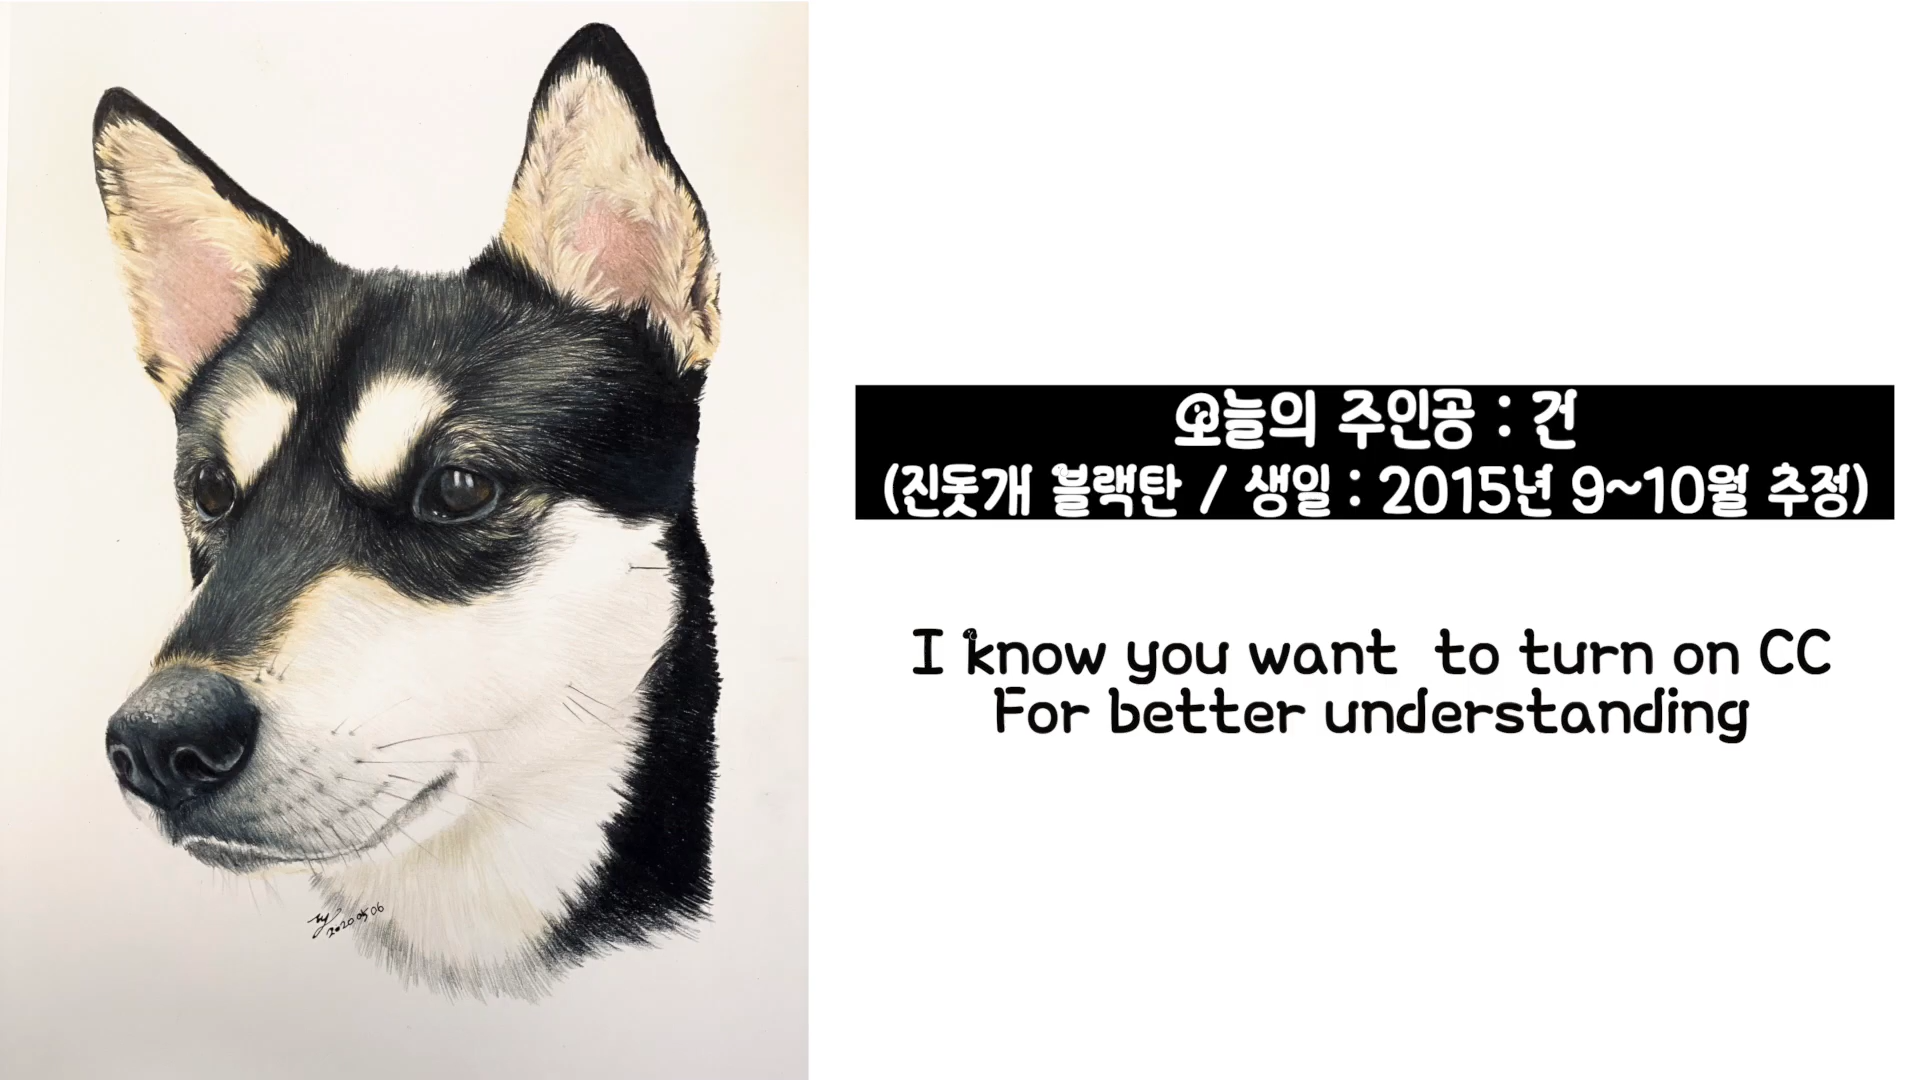 오늘의 주인공 : 건
(진돗개 블랙탄 / 생일 : 2015년 9~10월 추정)
I know you want to turn on CC
For better understanding
20200506